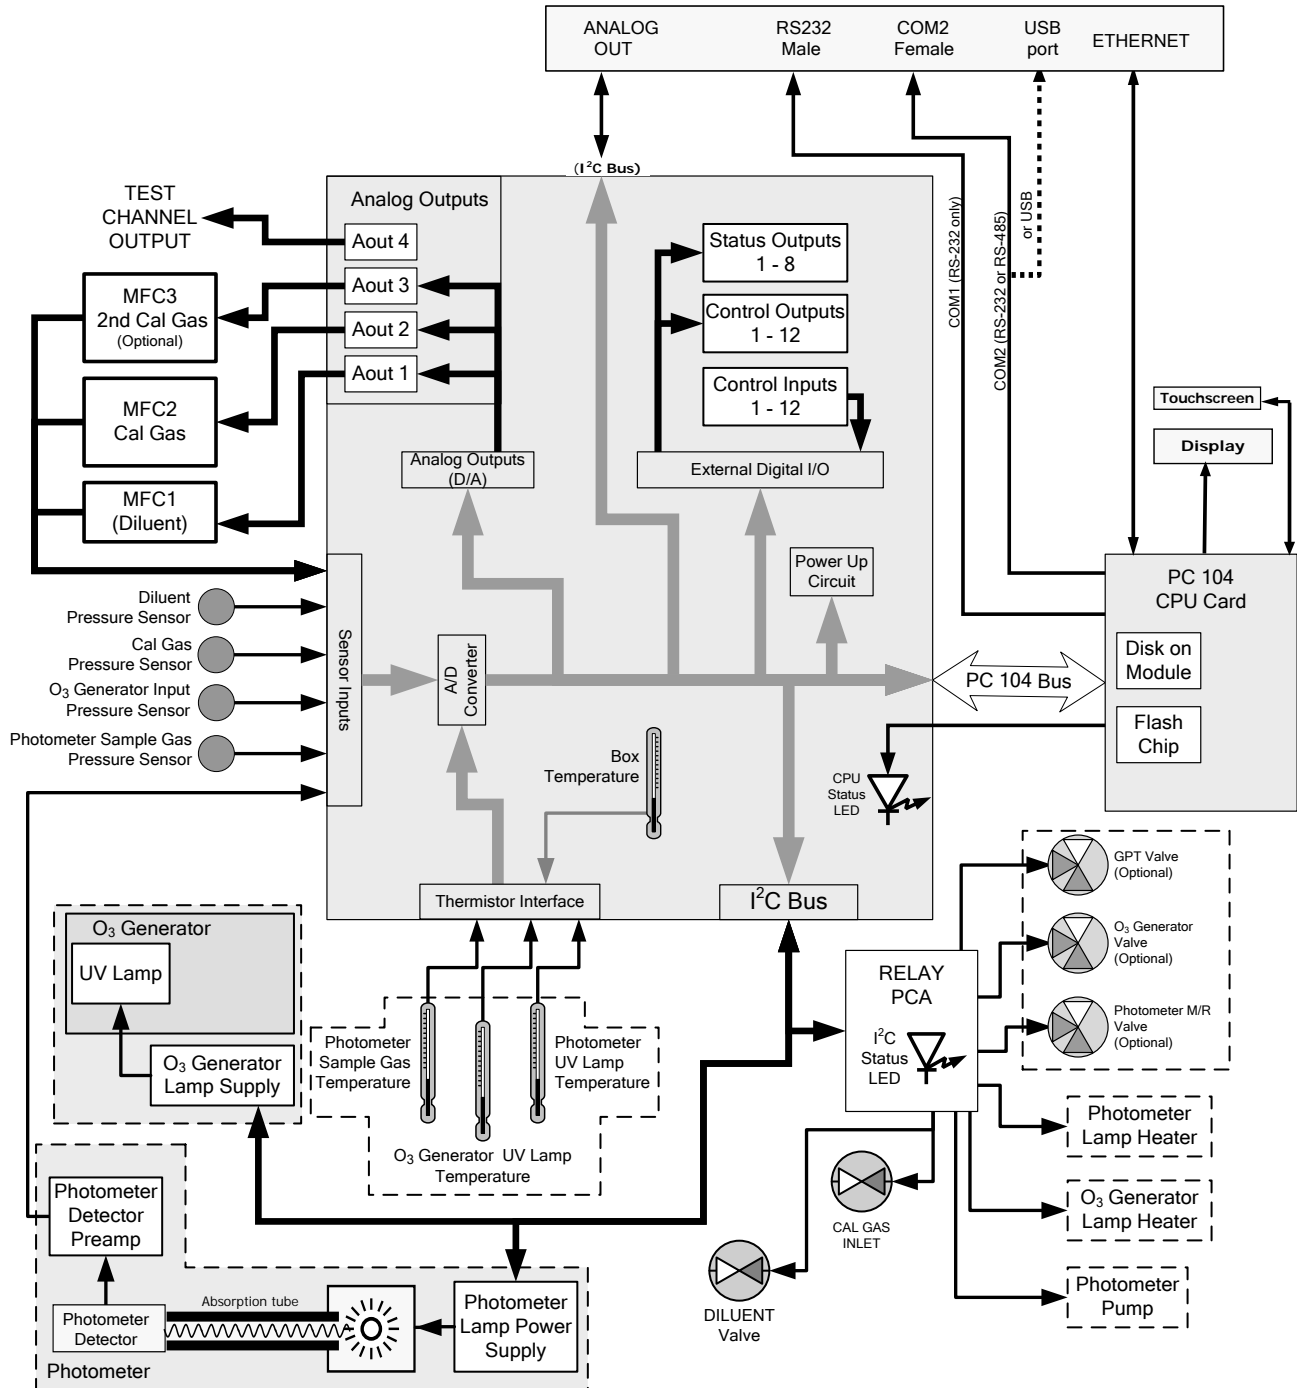 ANALOG
OUT
RS232
Male
COM2
Female
USB
port
ETHERNET
(I²C Bus)
TEST
CHANNEL
OUTPUT
Analog Outputs
Aout 4
Aout 3
Aout 2
Aout 1
MFC3
2nd Cal Gas
(Optional)
MFC2
Cal Gas
MFC1
(Diluent)
Status Outputs
1 - 8
Control Outputs
1 - 12
Control Inputs
1 - 12
COM1 (RS-232 only)
COM2 (RS-232 or RS-485)
or USB
Touchscreen
Display
Analog Outputs
(D/A)
External Digital I/O
Power Up
Circuit
PC 104
CPU Card
Disk on
Module
Flash
Chip
PC 104 Bus
Diluent
Pressure Sensor
Cal Gas
Pressure Sensor
O₃ Generator Input
Pressure Sensor
Photometer Sample Gas
Pressure Sensor
Sensor Inputs
A/D
Converter
Box
Temperature
CPU
Status
LED
Thermistor Interface
I²C Bus
GPT Valve
(Optional)
O₃ Generator
Valve
(Optional)
Photometer M/R
Valve
(Optional)
RELAY
PCA
I²C
Status
LED
O₃ Generator
UV Lamp
O₃ Generator
Lamp Supply
Photometer
Sample Gas
Temperature
Photometer
UV Lamp
Temperature
O₃ Generator UV Lamp
Temperature
Photometer
Lamp Heater
O₃ Generator
Lamp Heater
Photometer
Pump
CAL GAS
INLET
DILUENT
Valve
Photometer
Detector
Preamp
Absorption tube
Photometer
Detector
Photometer
Lamp Power
Supply
Photometer